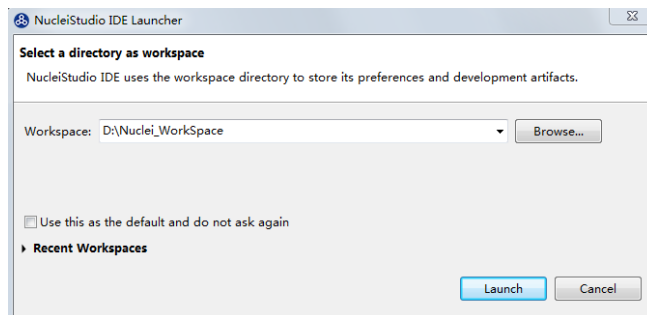 NucleiStudio IDE Launcher
Select a directory as workspace
NucleiStudio IDE uses the workspace directory to store its preferences and development artifacts.
Workspace: D:\Nuclei_WorkSpace Browse...
Use this as the default and do not ask again
Recent Workspaces
Launch Cancel